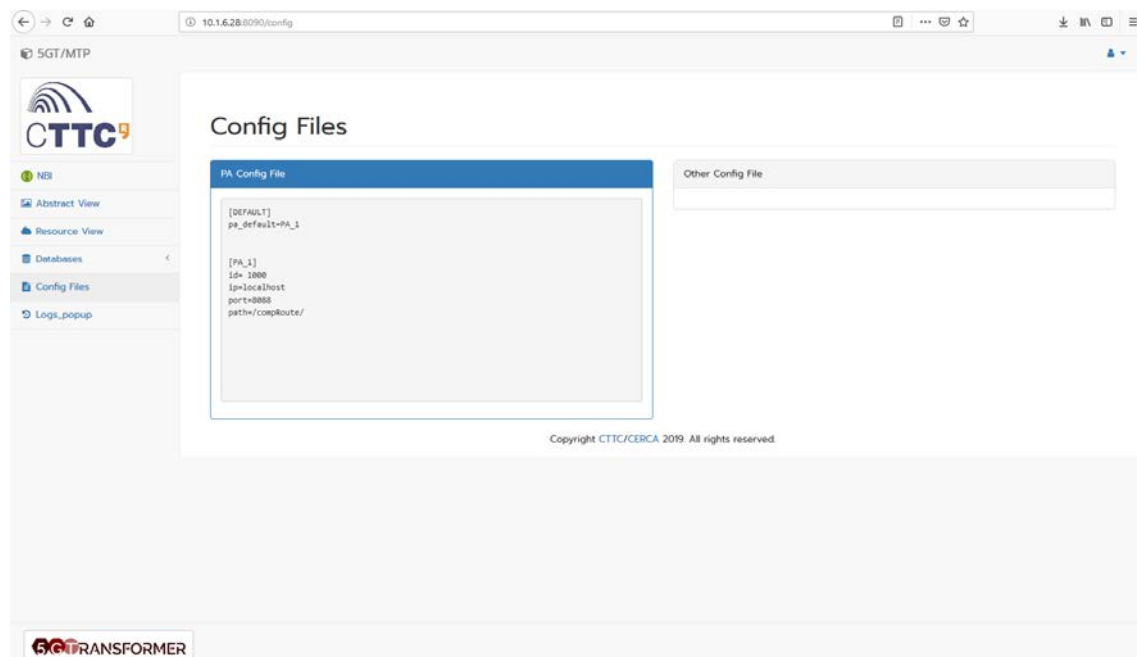 10.1.6.28:8090/config
5GT/MTP
CTTC
NBI
Abstract View
Resource View
Databases
Config Files
Logs_popup
Config Files
PA Config File
[DEFAULT]
pa_default=PA_1
[PA_1]
id= 1000
ip=localhost
port=8088
path=/compRoute/
Other Config File
Copyright CTTC/CERCA 2019. All rights reserved.
5GTRANSFORMER